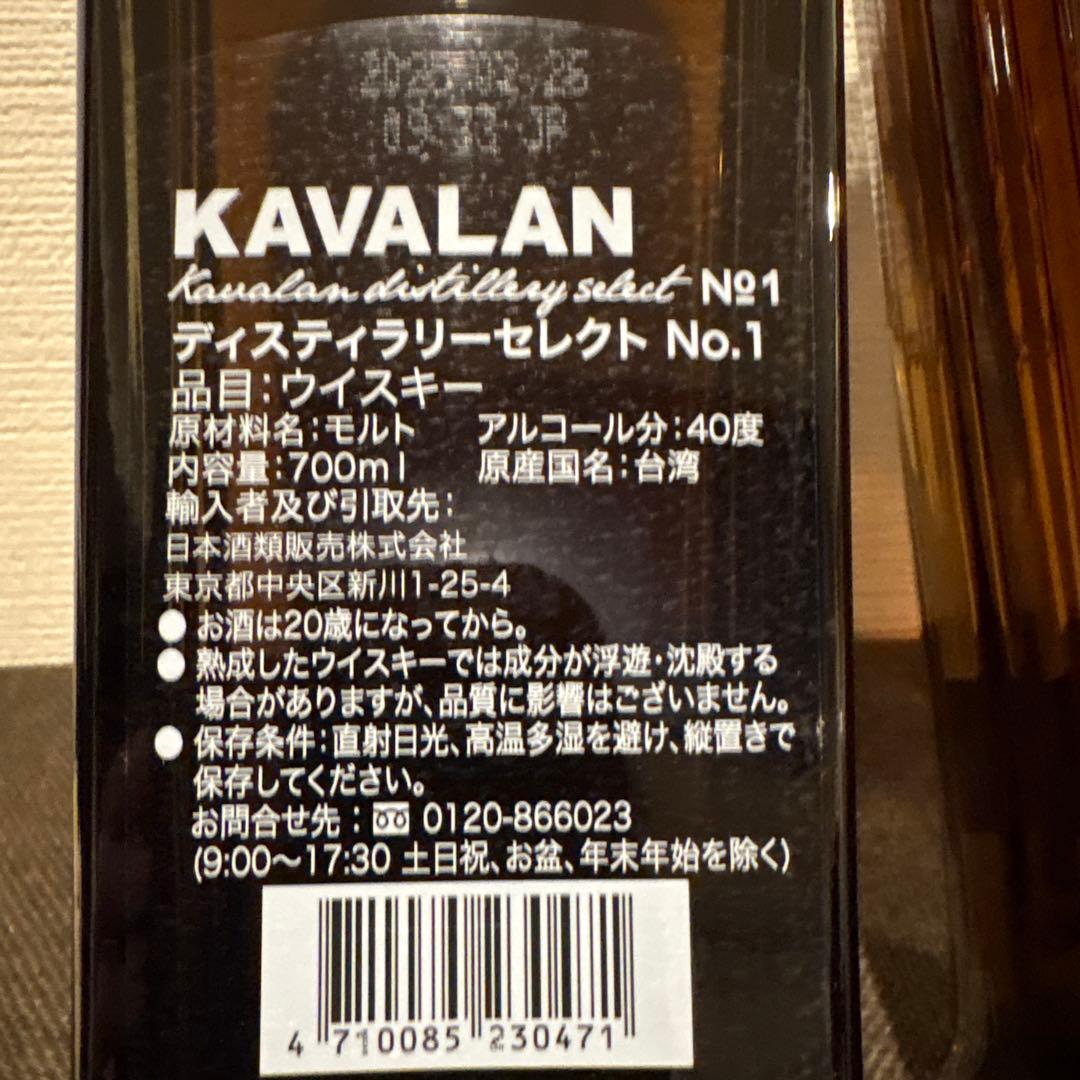 09:33 JP
KAVALAN
Kavalan distillery select №1
ディスティラリーセレクト No.1
品目:ウイスキー
原材料名:モルト アルコール分:40度
内容量:700ml 原産国名:台湾
輸入者及び引取先:
日本酒類販売株式会社
東京都中央区新川1-25-4
●お酒は20歳になってから。
●熟成したウイスキーでは成分が浮遊・沈殿する
場合がありますが、品質に影響はございません。
●保存条件:直射日光、高温多湿を避け、縦置きで
保存してください。
お問合せ先: 0120-866023
(9:00〜17:30 土日祝、お盆、年末年始を除く)
4 710085 230471